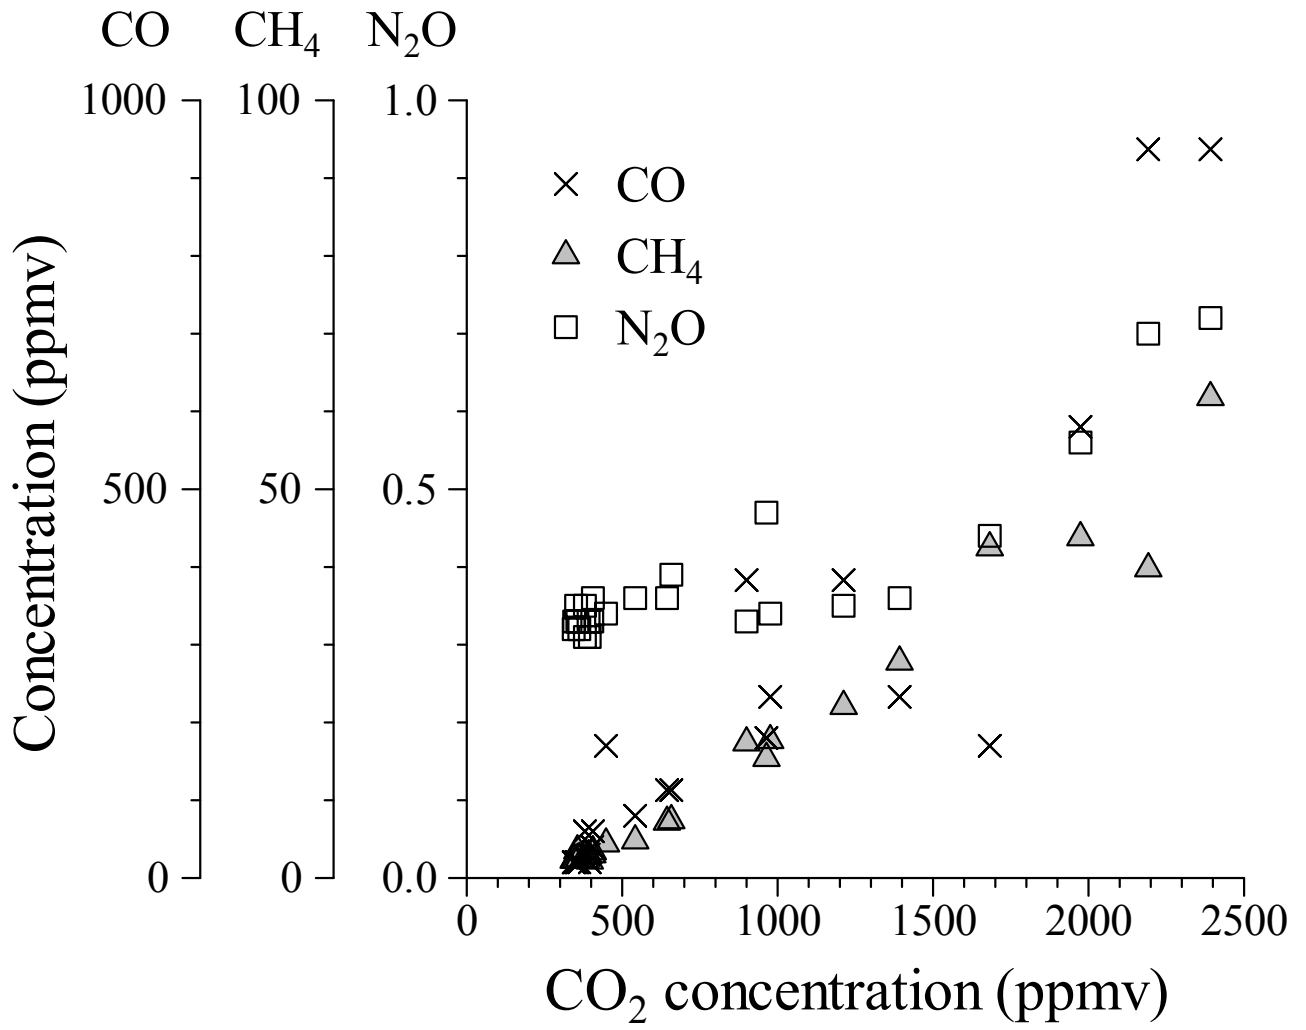 CO CH₄ N₂O
1000 100 1.0
CO
CH₄
N₂O
Concentration (ppmv)
500 50 0.5
0 0 0.0
0 500 1000 1500 2000 2500
CO₂ concentration (ppmv)